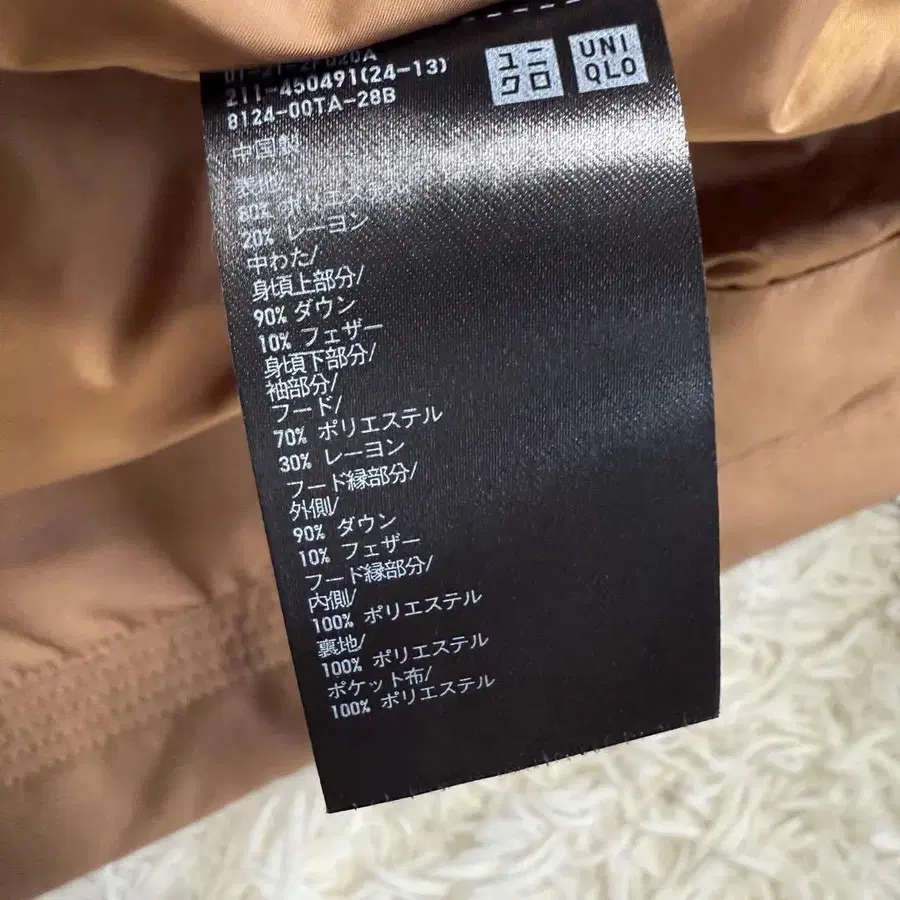 ユニクロ
UNIQLO
211-450491(24-13)
8124-00TA-28B
中国製
表地/
80% ポリエステル
20% レーヨン
中わた/
身頃上部分/
90% ダウン
10% フェザー
身頃下部分/
袖部分/
フード/
70% ポリエステル
30% レーヨン
フード縁部分/
外側/
90% ダウン
10% フェザー
フード縁部分/
内側/
100% ポリエステル
裏地/
100% ポリエステル
ポケット布/
100% ポリエステル